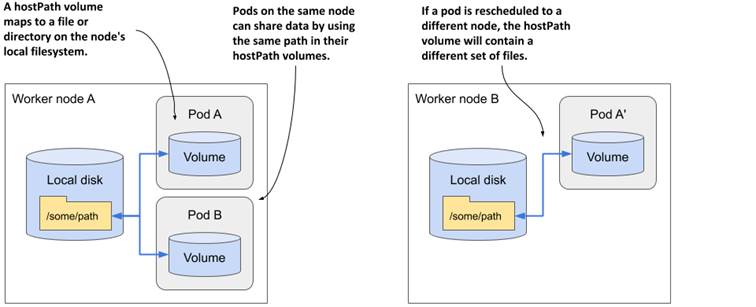 A hostPath volume
maps to a file or
directory on the node's
local filesystem.
Pods on the same node
can share data by using
the same path in their
hostPath volumes.
If a pod is rescheduled to a
different node, the hostPath
volume will contain a
different set of files.
Worker node A
Pod A
Volume
Local disk
/some/path
Pod B
Volume
Worker node B
Pod A'
Volume
Local disk
/some/path